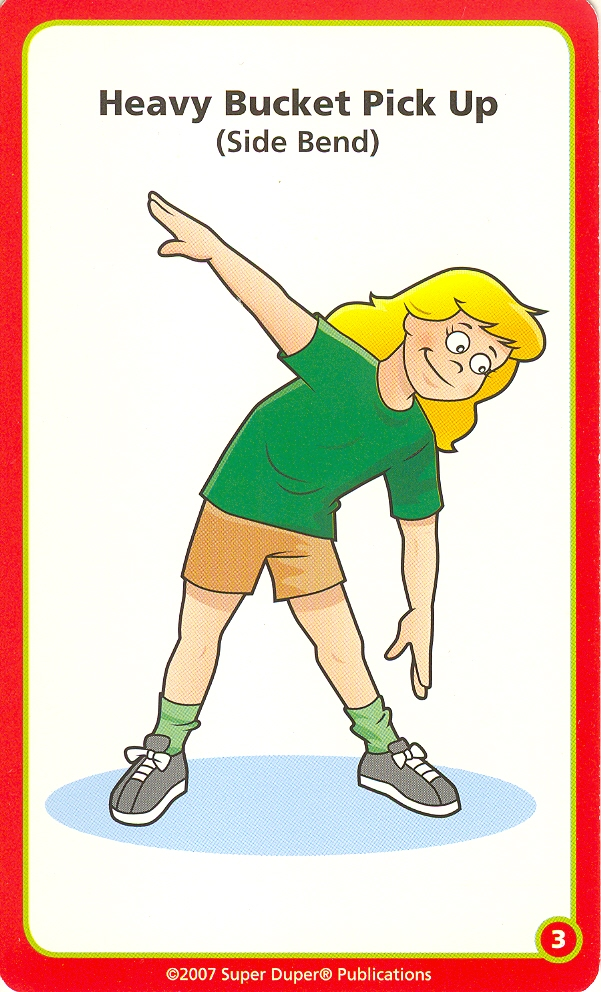 Heavy Bucket Pick Up
(Side Bend)
3
©2007 Super Duper® Publications